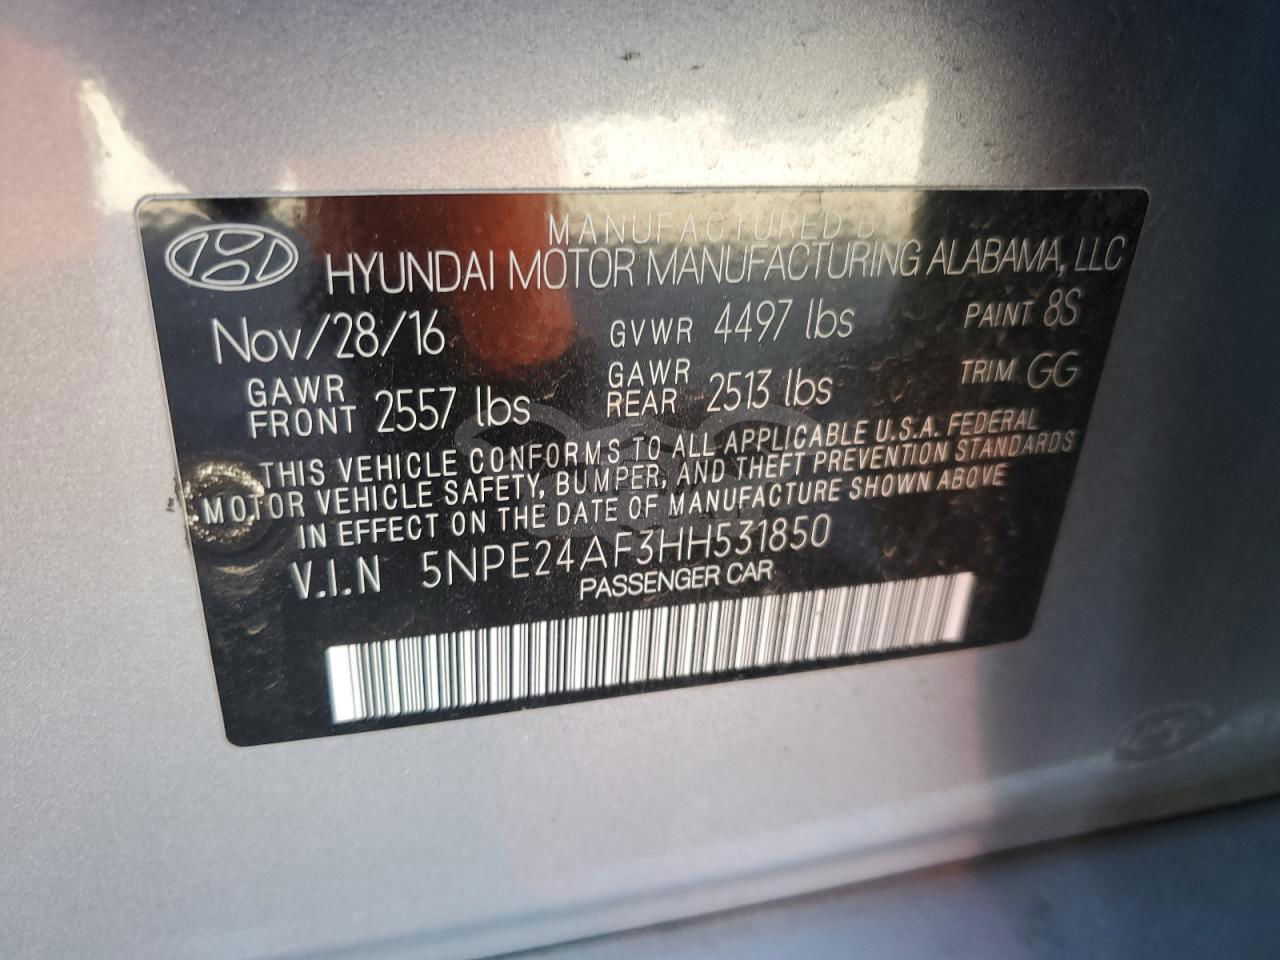 MANUFACTURED B
HYUNDAI MOTOR MANUFACTURING ALABAMA, LLC
Nov/28/16 GVWR 4497 lbs PAINT 8S
GAWR FRONT 2557 lbs GAWR REAR 2513 lbs TRIM GG
THIS VEHICLE CONFORMS TO ALL APPLICABLE U.S.A. FEDERAL
MOTOR VEHICLE SAFETY, BUMPER, AND THEFT PREVENTION STANDARDS
IN EFFECT ON THE DATE OF MANUFACTURE SHOWN ABOVE
V.I.N 5NPE24AF3HH531850
PASSENGER CAR